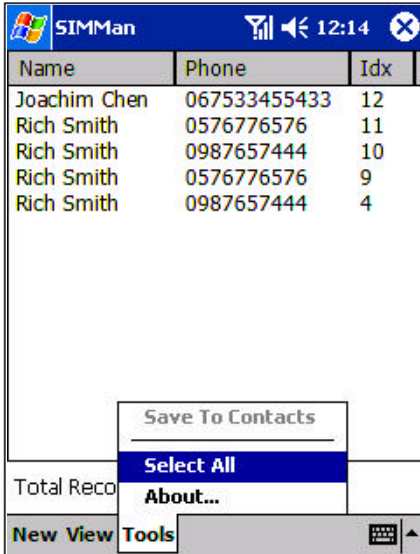 SIMMan 12:14
Name Phone Idx
Joachim Chen 067533455433 12
Rich Smith 0576776576 11
Rich Smith 0987657444 10
Rich Smith 0576776576 9
Rich Smith 0987657444 4
Save To Contacts
Select All
Total Reco
About...
New View Tools